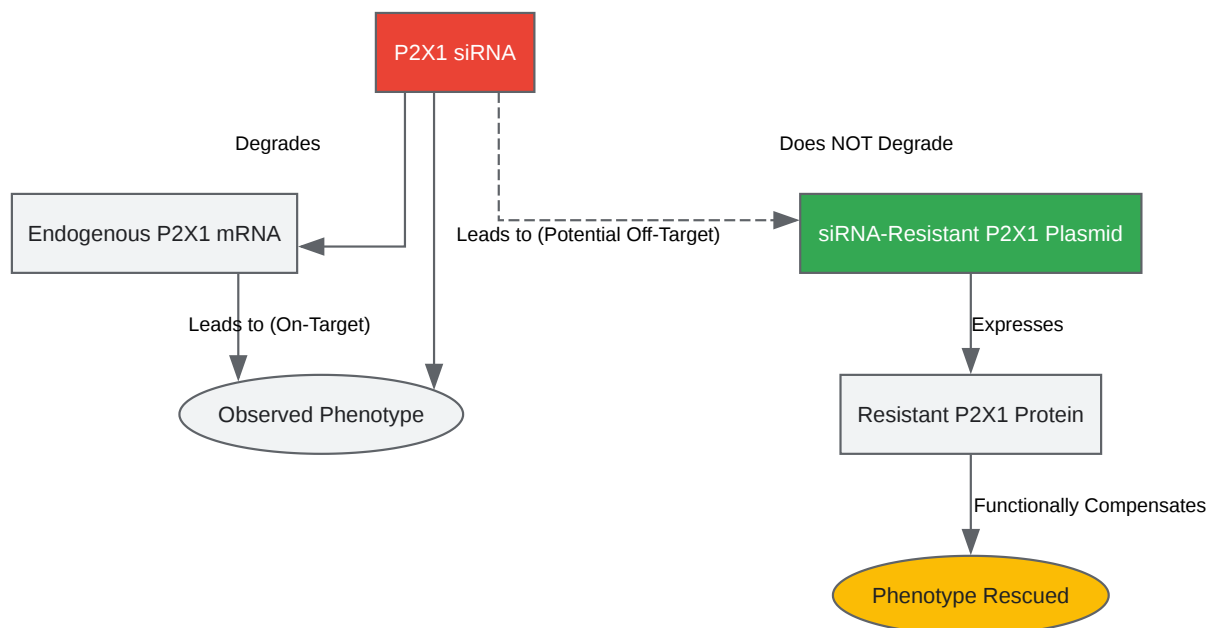 P2X1 siRNA
Degrades
Does NOT Degrade
Endogenous P2X1 mRNA
Leads to (Potential Off-Target)
siRNA-Resistant P2X1 Plasmid
Leads to (On-Target)
Expresses
Observed Phenotype
Resistant P2X1 Protein
Functionally Compensates
Phenotype Rescued